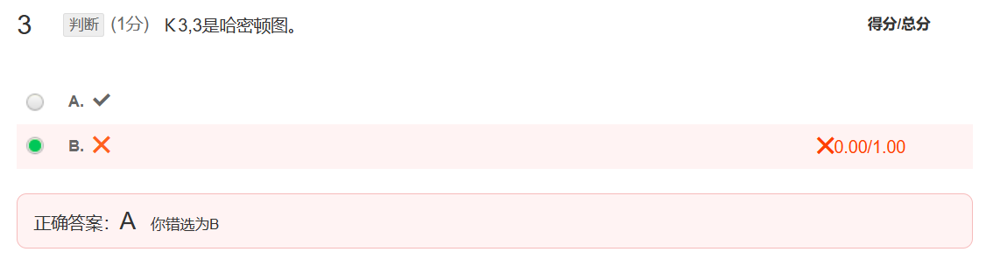 3 判断 (1分) K3,3是哈密顿图。 得分/总分
A.
B. 0.00/1.00
正确答案：A 你错选为B